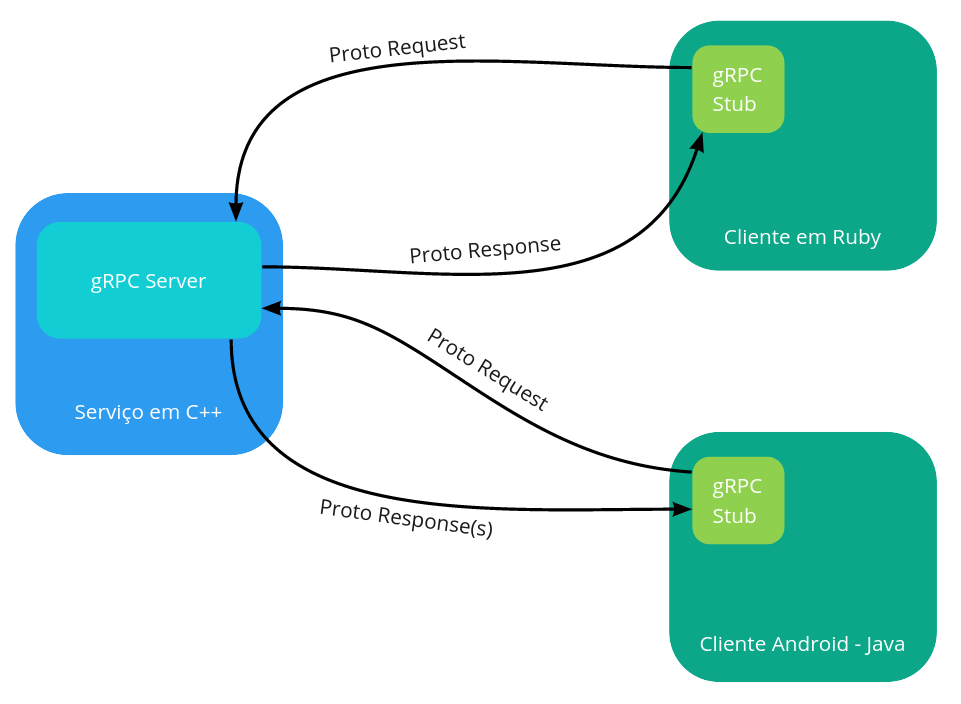 Proto Request
gRPC
Stub
Cliente em Ruby
Proto Response
gRPC Server
Serviço em C++
Proto Request
Proto Response(s)
gRPC
Stub
Cliente Android - Java